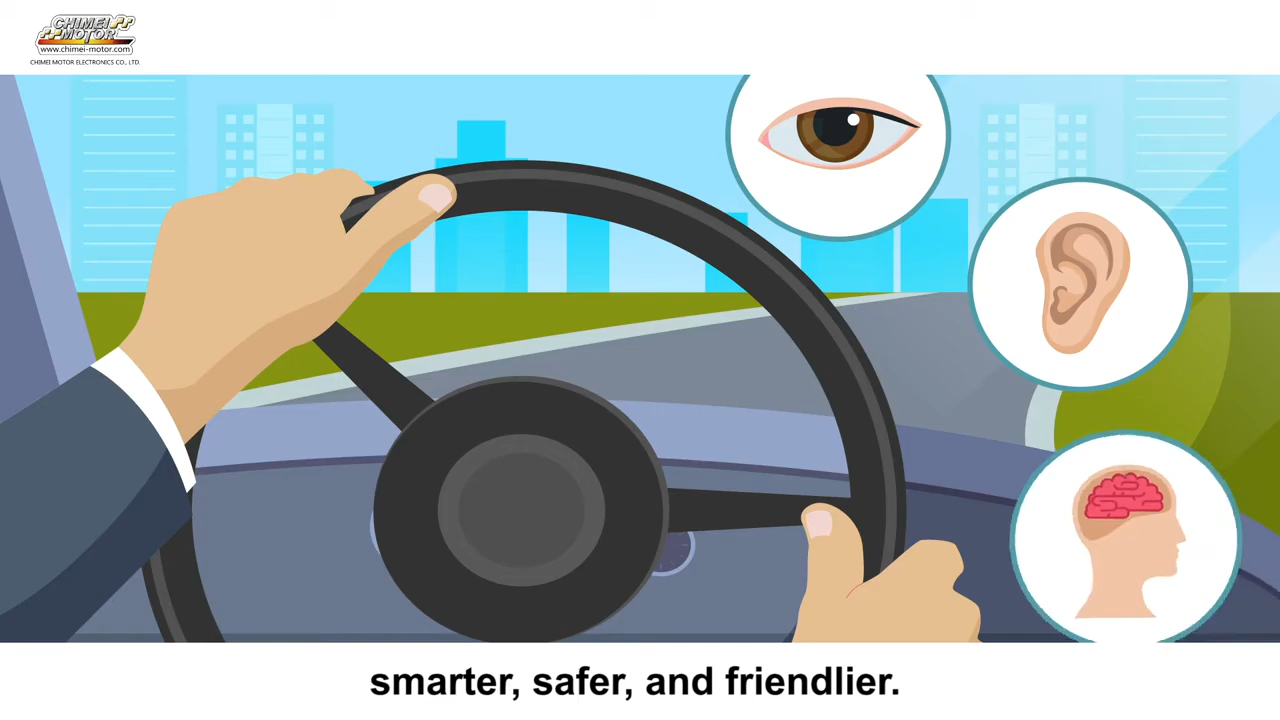 CHIMEI
MOTOR
www.chimei-motor.com
CHIMEI MOTOR ELECTRONICS CO., LTD.
smarter, safer, and friendlier.